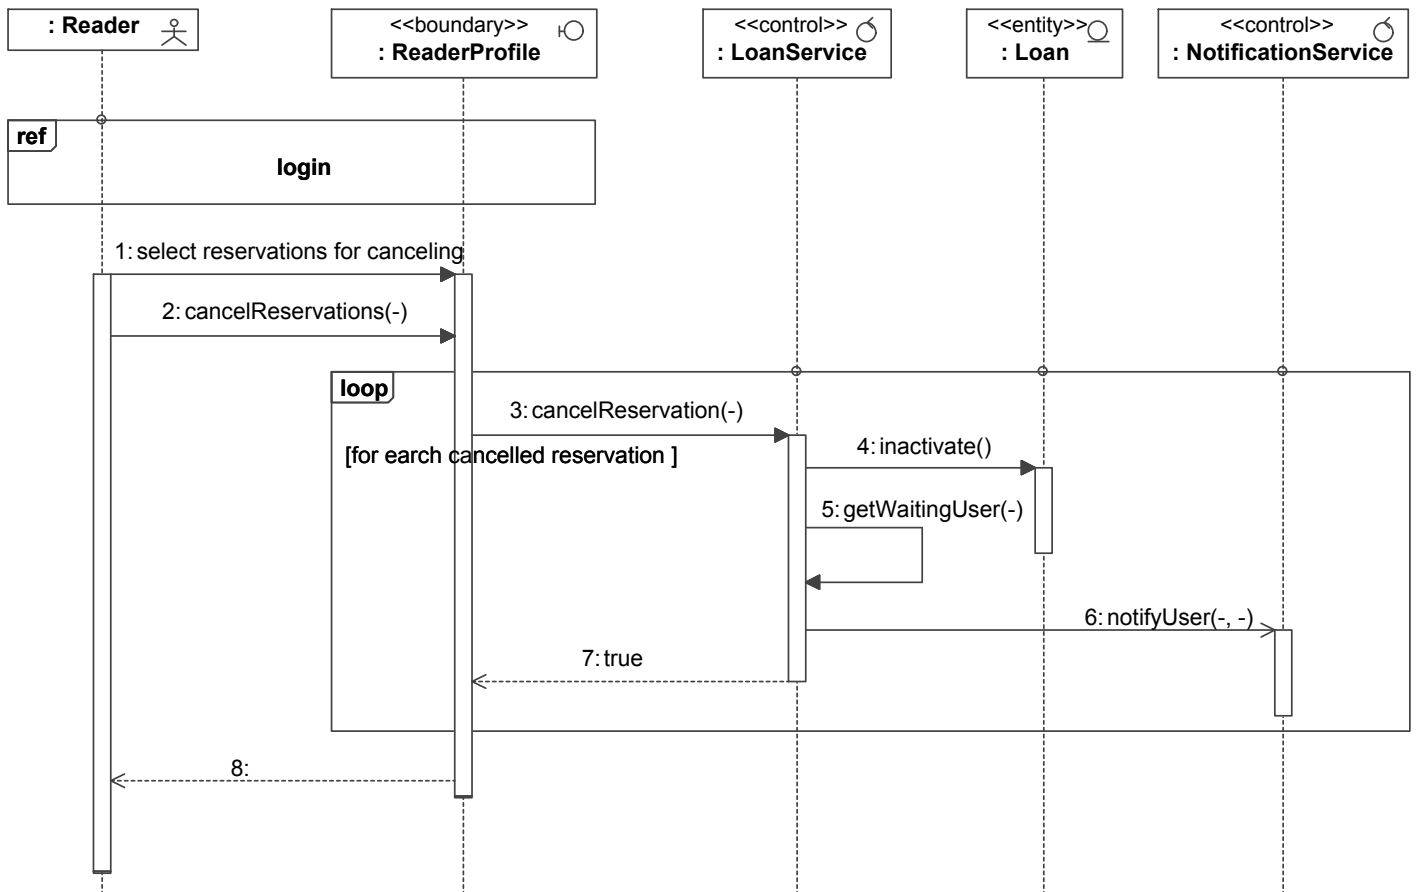 : Reader
<<boundary>>
: ReaderProfile
<<control>>
: LoanService
<<entity>>
: Loan
<<control>>
: NotificationService
ref
login
1: select reservations for canceling
2: cancelReservations(-)
loop
3: cancelReservation(-)
[for earch cancelled reservation ]
4: inactivate()
5: getWaitingUser(-)
6: notifyUser(-, -)
7: true
8: